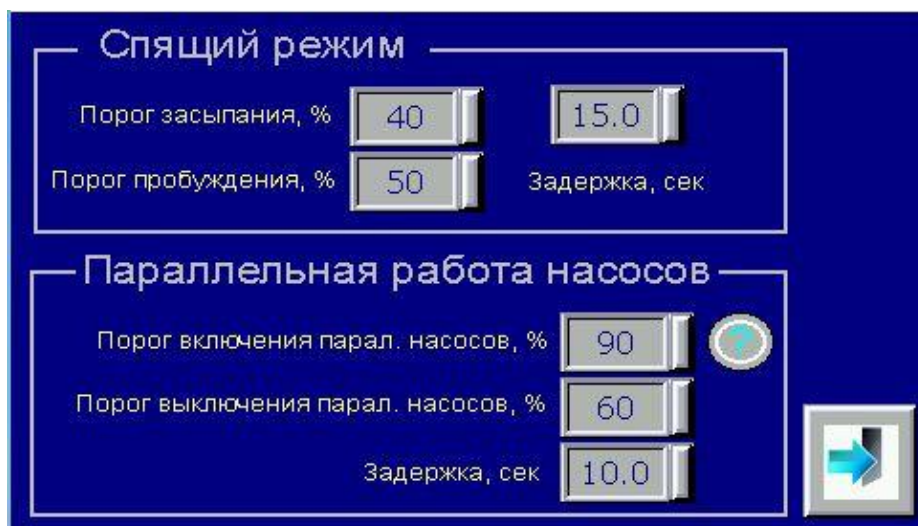 Спящий режим
Порог засыпания, % 40 15.0
Порог пробуждения, % 50 Задержка, сек
Параллельная работа насосов
Порог включения парал. насосов, % 90 ?
Порог выключения парал. насосов, % 60
Задержка, сек 10.0